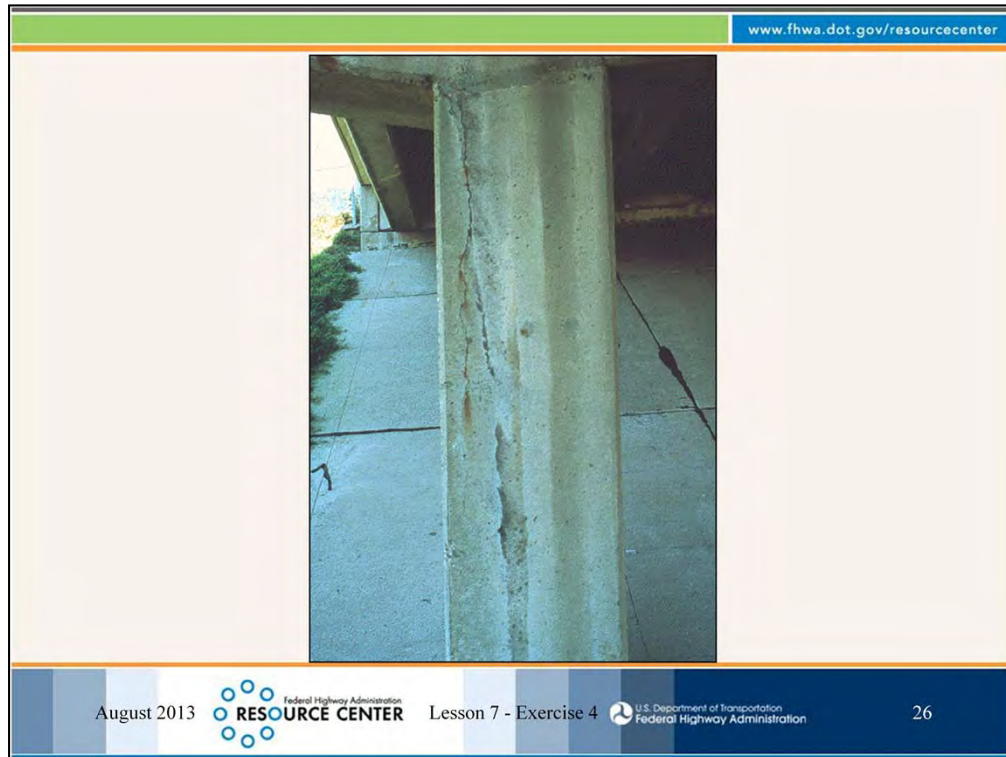 www.fhwa.dot.gov/resourcecenter
August 2013
Federal Highway Administration
RESOURCE CENTER
Lesson 7 - Exercise 4
U.S. Department of Transportation
Federal Highway Administration
26